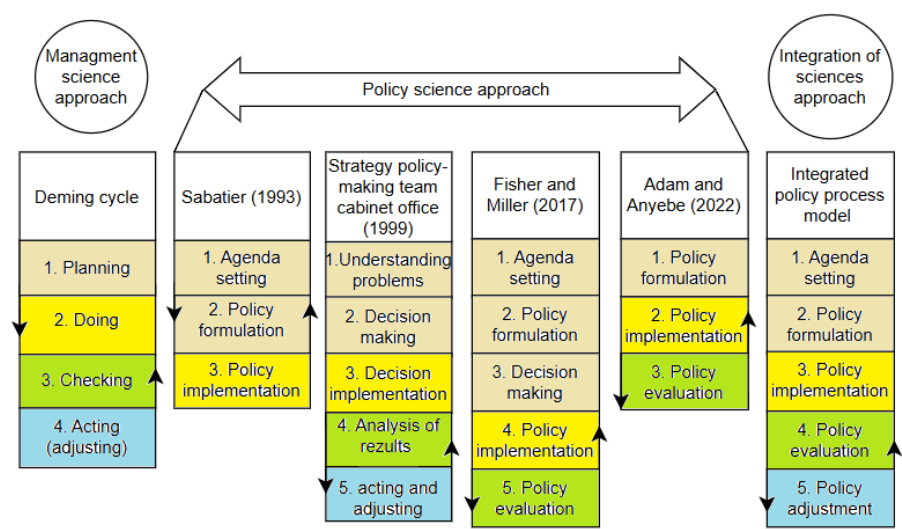 Managment
science
approach
Policy science approach
Integration of
sciences
approach
Deming cycle
1. Planning
2. Doing
3. Checking
4. Acting
(adjusting)
Sabatier (1993)
1. Agenda
setting
2. Policy
formulation
3. Policy
implementation
Strategy policy-
making team
cabinet office
(1999)
1.Understanding
problems
2. Decision
making
3. Decision
implementation
4. Analysis of
rezults
5. acting and
adjusting
Fisher and
Miller (2017)
1. Agenda
setting
2. Policy
formulation
3. Decision
making
4. Policy
implementation
5. Policy
evaluation
Adam and
Anyebe (2022)
1. Policy
formulation
2. Policy
implementation
3. Policy
evaluation
Integrated
policy process
model
1. Agenda
setting
2. Policy
formulation
3. Policy
implementation
4. Policy
evaluation
5. Policy
adjustment